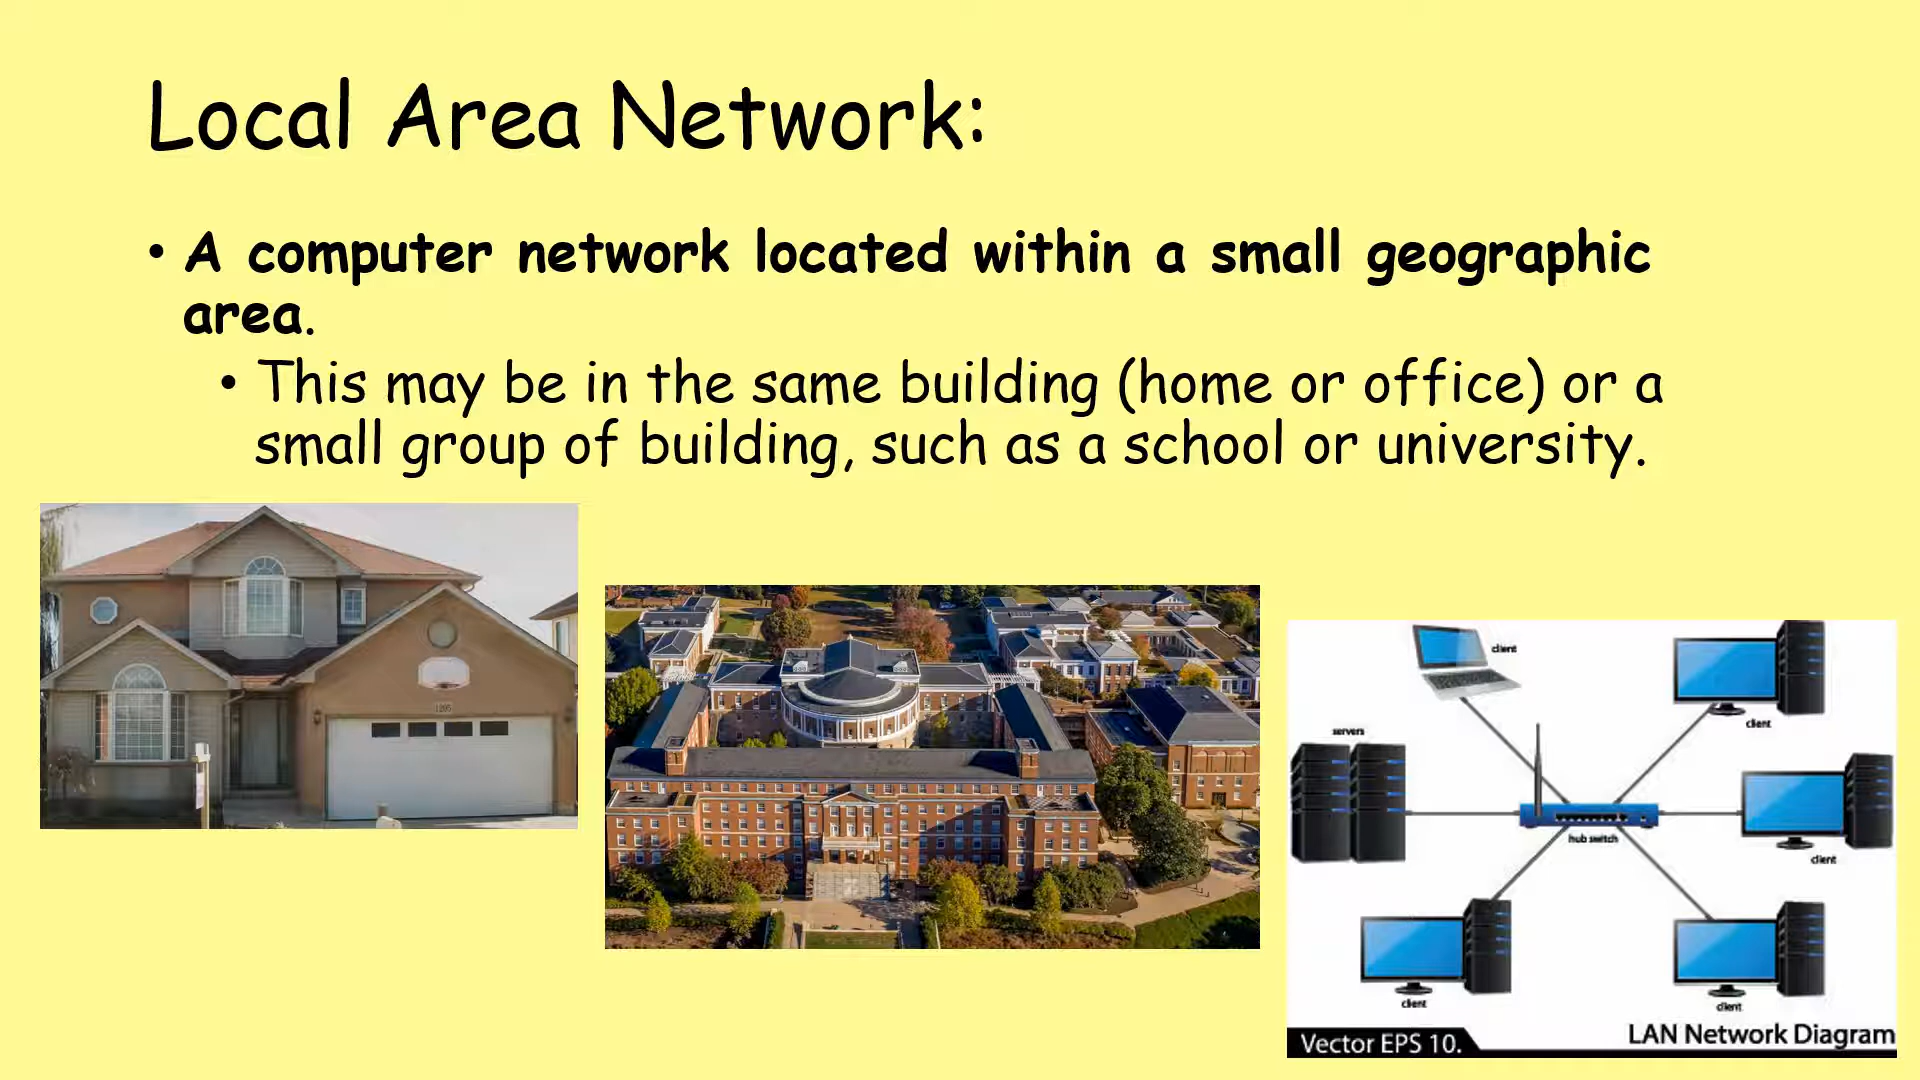 Local Area Network:
• A computer network located within a small geographic
area.
• This may be in the same building (home or office) or a
small group of building, such as a school or university.
1205
client
client
servers
hub switch
client
client
client
LAN Network Diagram
Vector EPS 10.